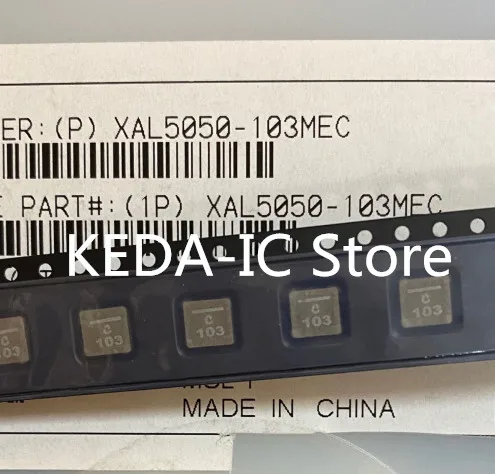 ER:(P) XAL5050-103MEC
PART#:(1P) XAL5050-103MEC
KEDA-IC Store
C
103
C
103
C
103
C
103
C
103
MADE IN CHINA